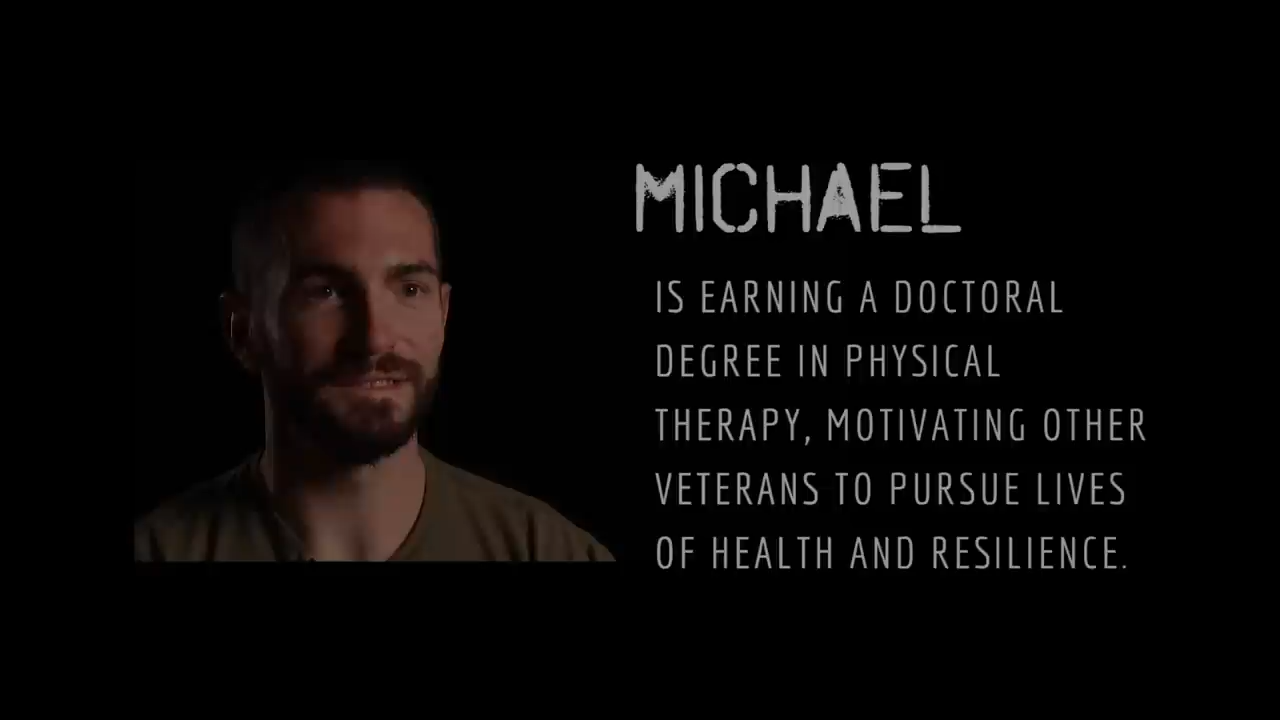 MICHAEL
IS EARNING A DOCTORAL
DEGREE IN PHYSICAL
THERAPY, MOTIVATING OTHER
VETERANS TO PURSUE LIVES
OF HEALTH AND RESILIENCE.